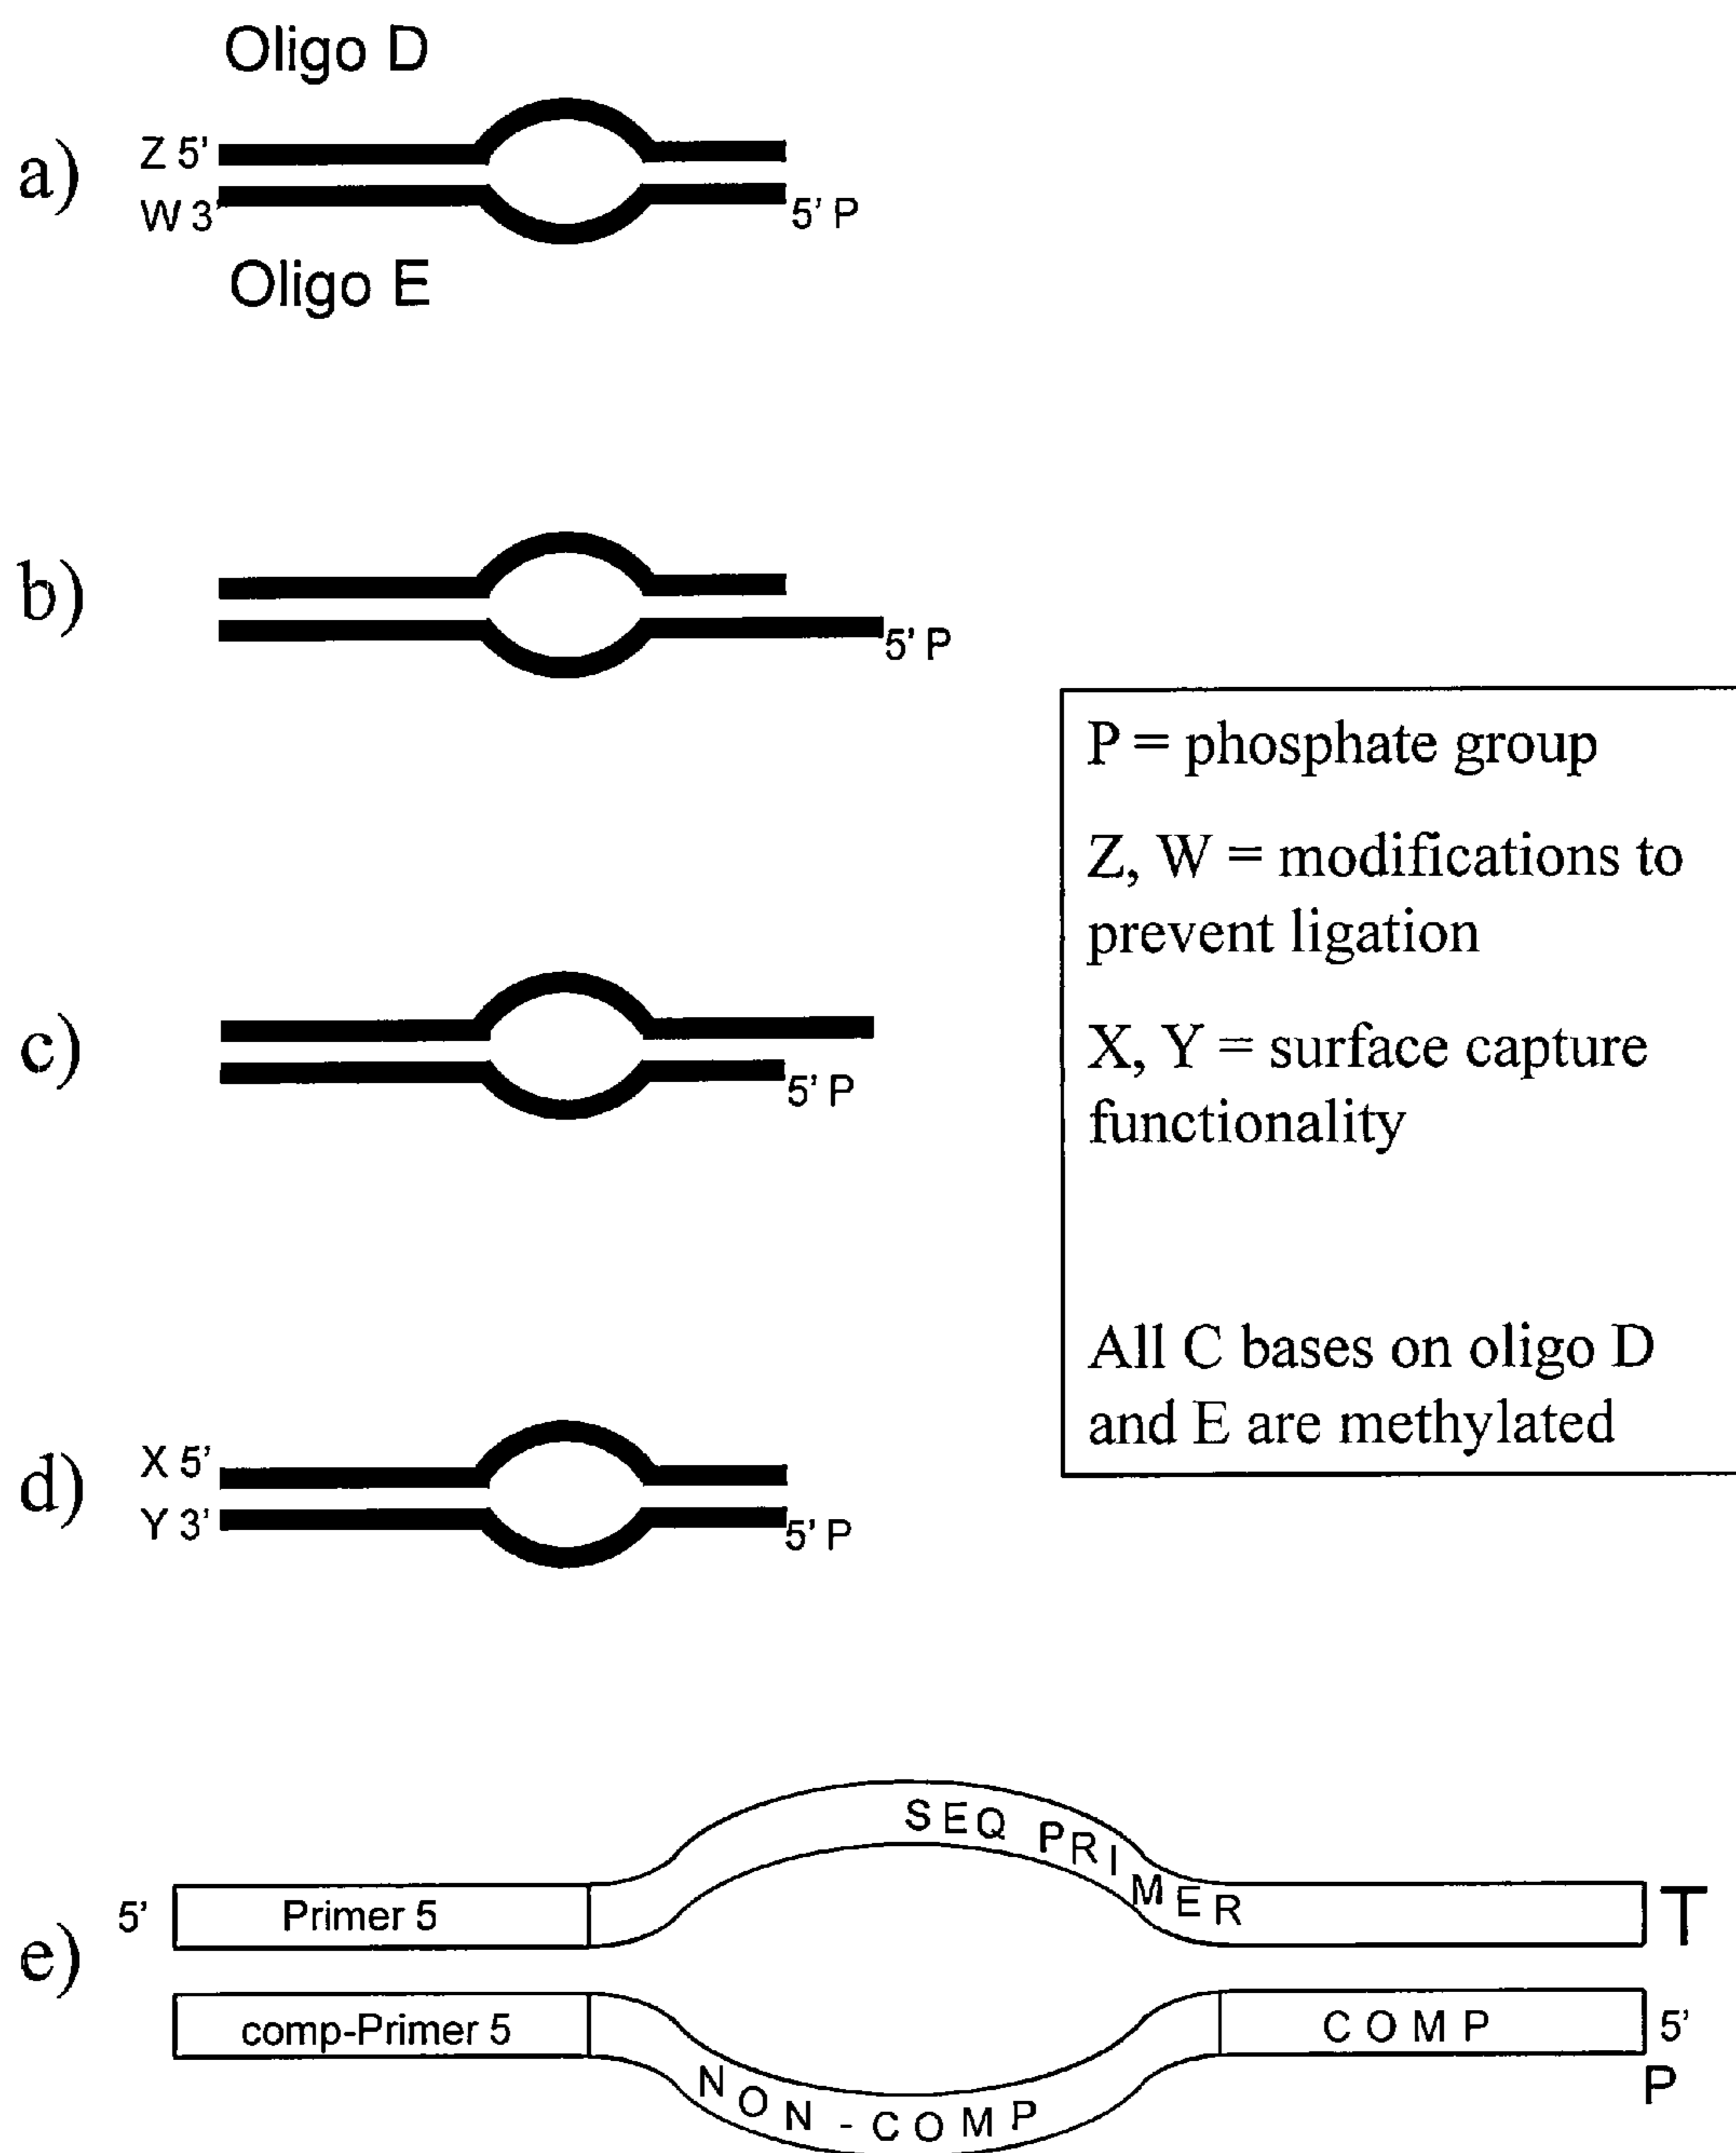 Oligo D
a)
Z 5'
W 3'
5' P
Oligo E
b)
5' P
P = phosphate group
Z, W = modifications to
prevent ligation
X, Y = surface capture
functionality
All C bases on oligo D
and E are methylated
c)
5' P
d)
X 5'
Y 3'
5' P
e)
5'
Primer 5
SEQ PRIMER
T
comp-Primer 5
NON-COMP
COMP
5'
P